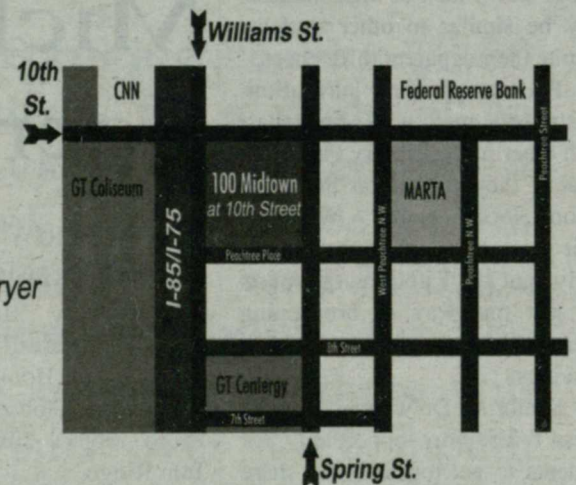 Williams St.
10th
St.
CNN
Federal Reserve Bank
Peachtree Street
GT Coliseum
100 Midtown
at 10th Street
MARTA
I-85/I-75
Peachtree Place
West Peachtree N.W.
Peachtree N.W.
ryer
8th Street
GT Centergy
7th Street
Spring St.